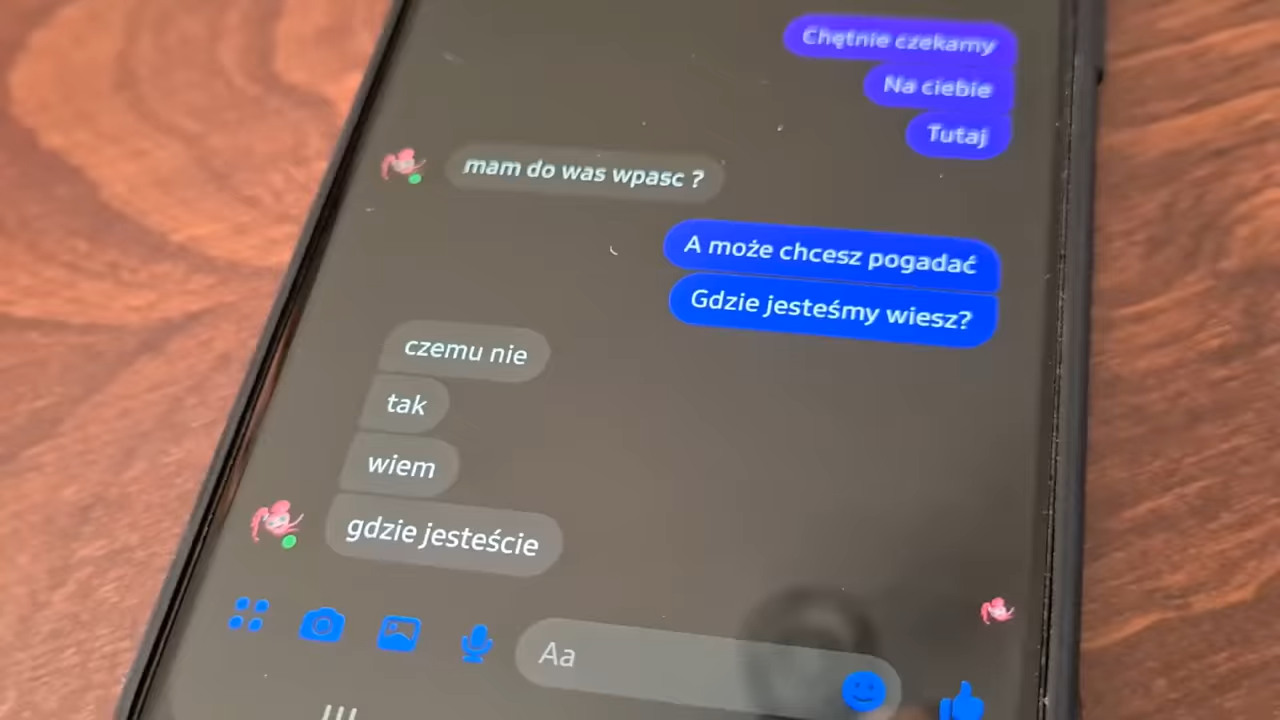 Chętnie czekamy
Na ciebie
Tutaj
mam do was wpasc ?
A może chcesz pogadać
Gdzie jesteśmy wiesz?
czemu nie
tak
wiem
gdzie jesteście
Aa